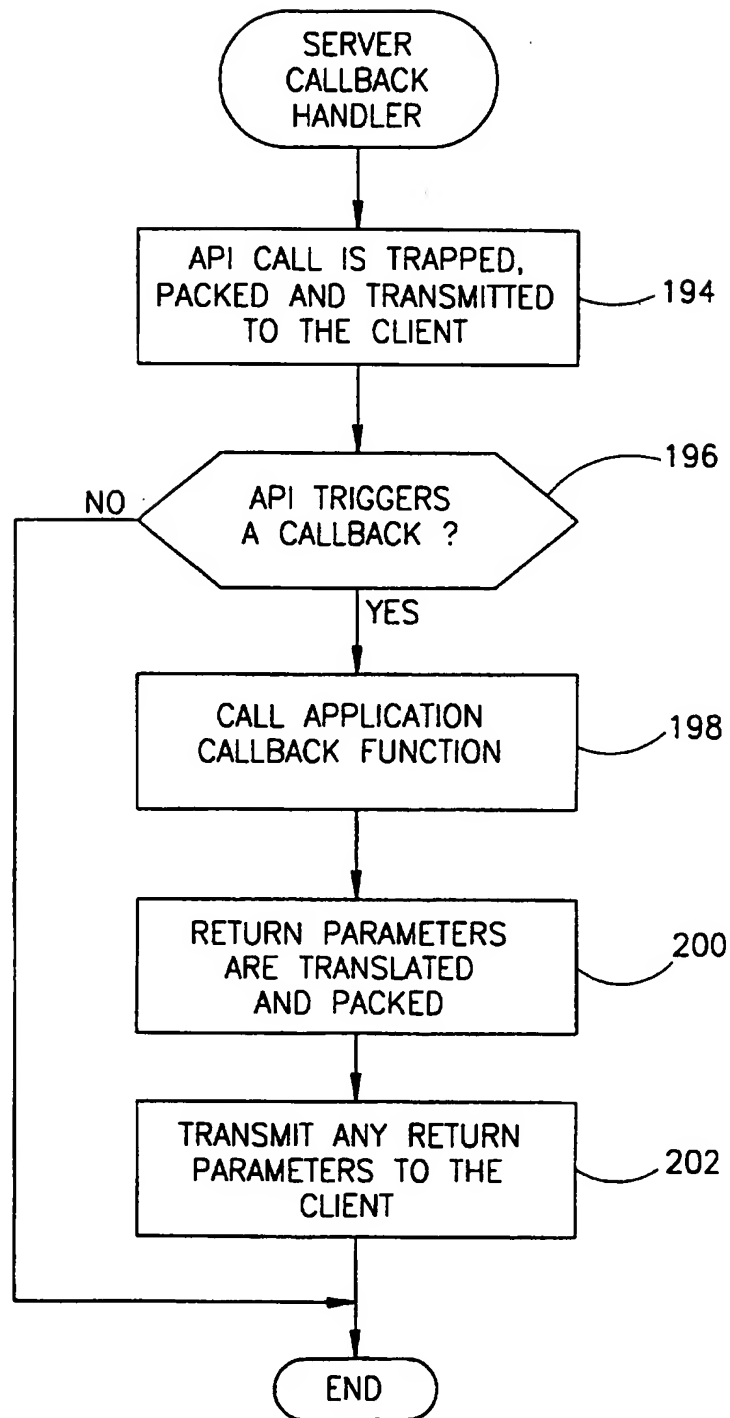 SERVER
CALLBACK
HANDLER
API CALL IS TRAPPED,
PACKED AND TRANSMITTED
TO THE CLIENT
194
API TRIGGERS
A CALLBACK ?
196
NO
YES
CALL APPLICATION
CALLBACK FUNCTION
198
RETURN PARAMETERS
ARE TRANSLATED
AND PACKED
200
TRANSMIT ANY RETURN
PARAMETERS TO THE
CLIENT
202
END